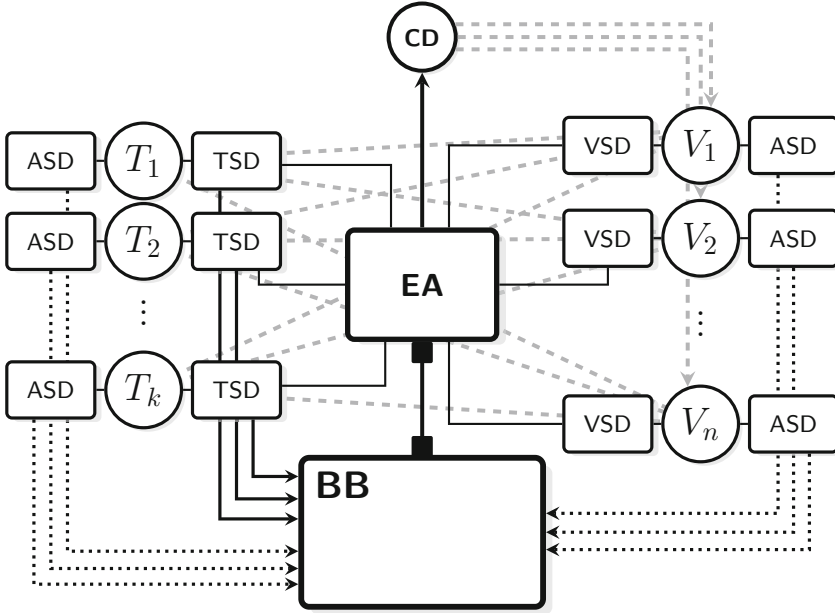 CD
ASD T₁ TSD VSD V₁ ASD
ASD T₂ TSD VSD V₂ ASD
EA
⋮ ⋮
ASD Tₖ TSD VSD Vₙ ASD
BB